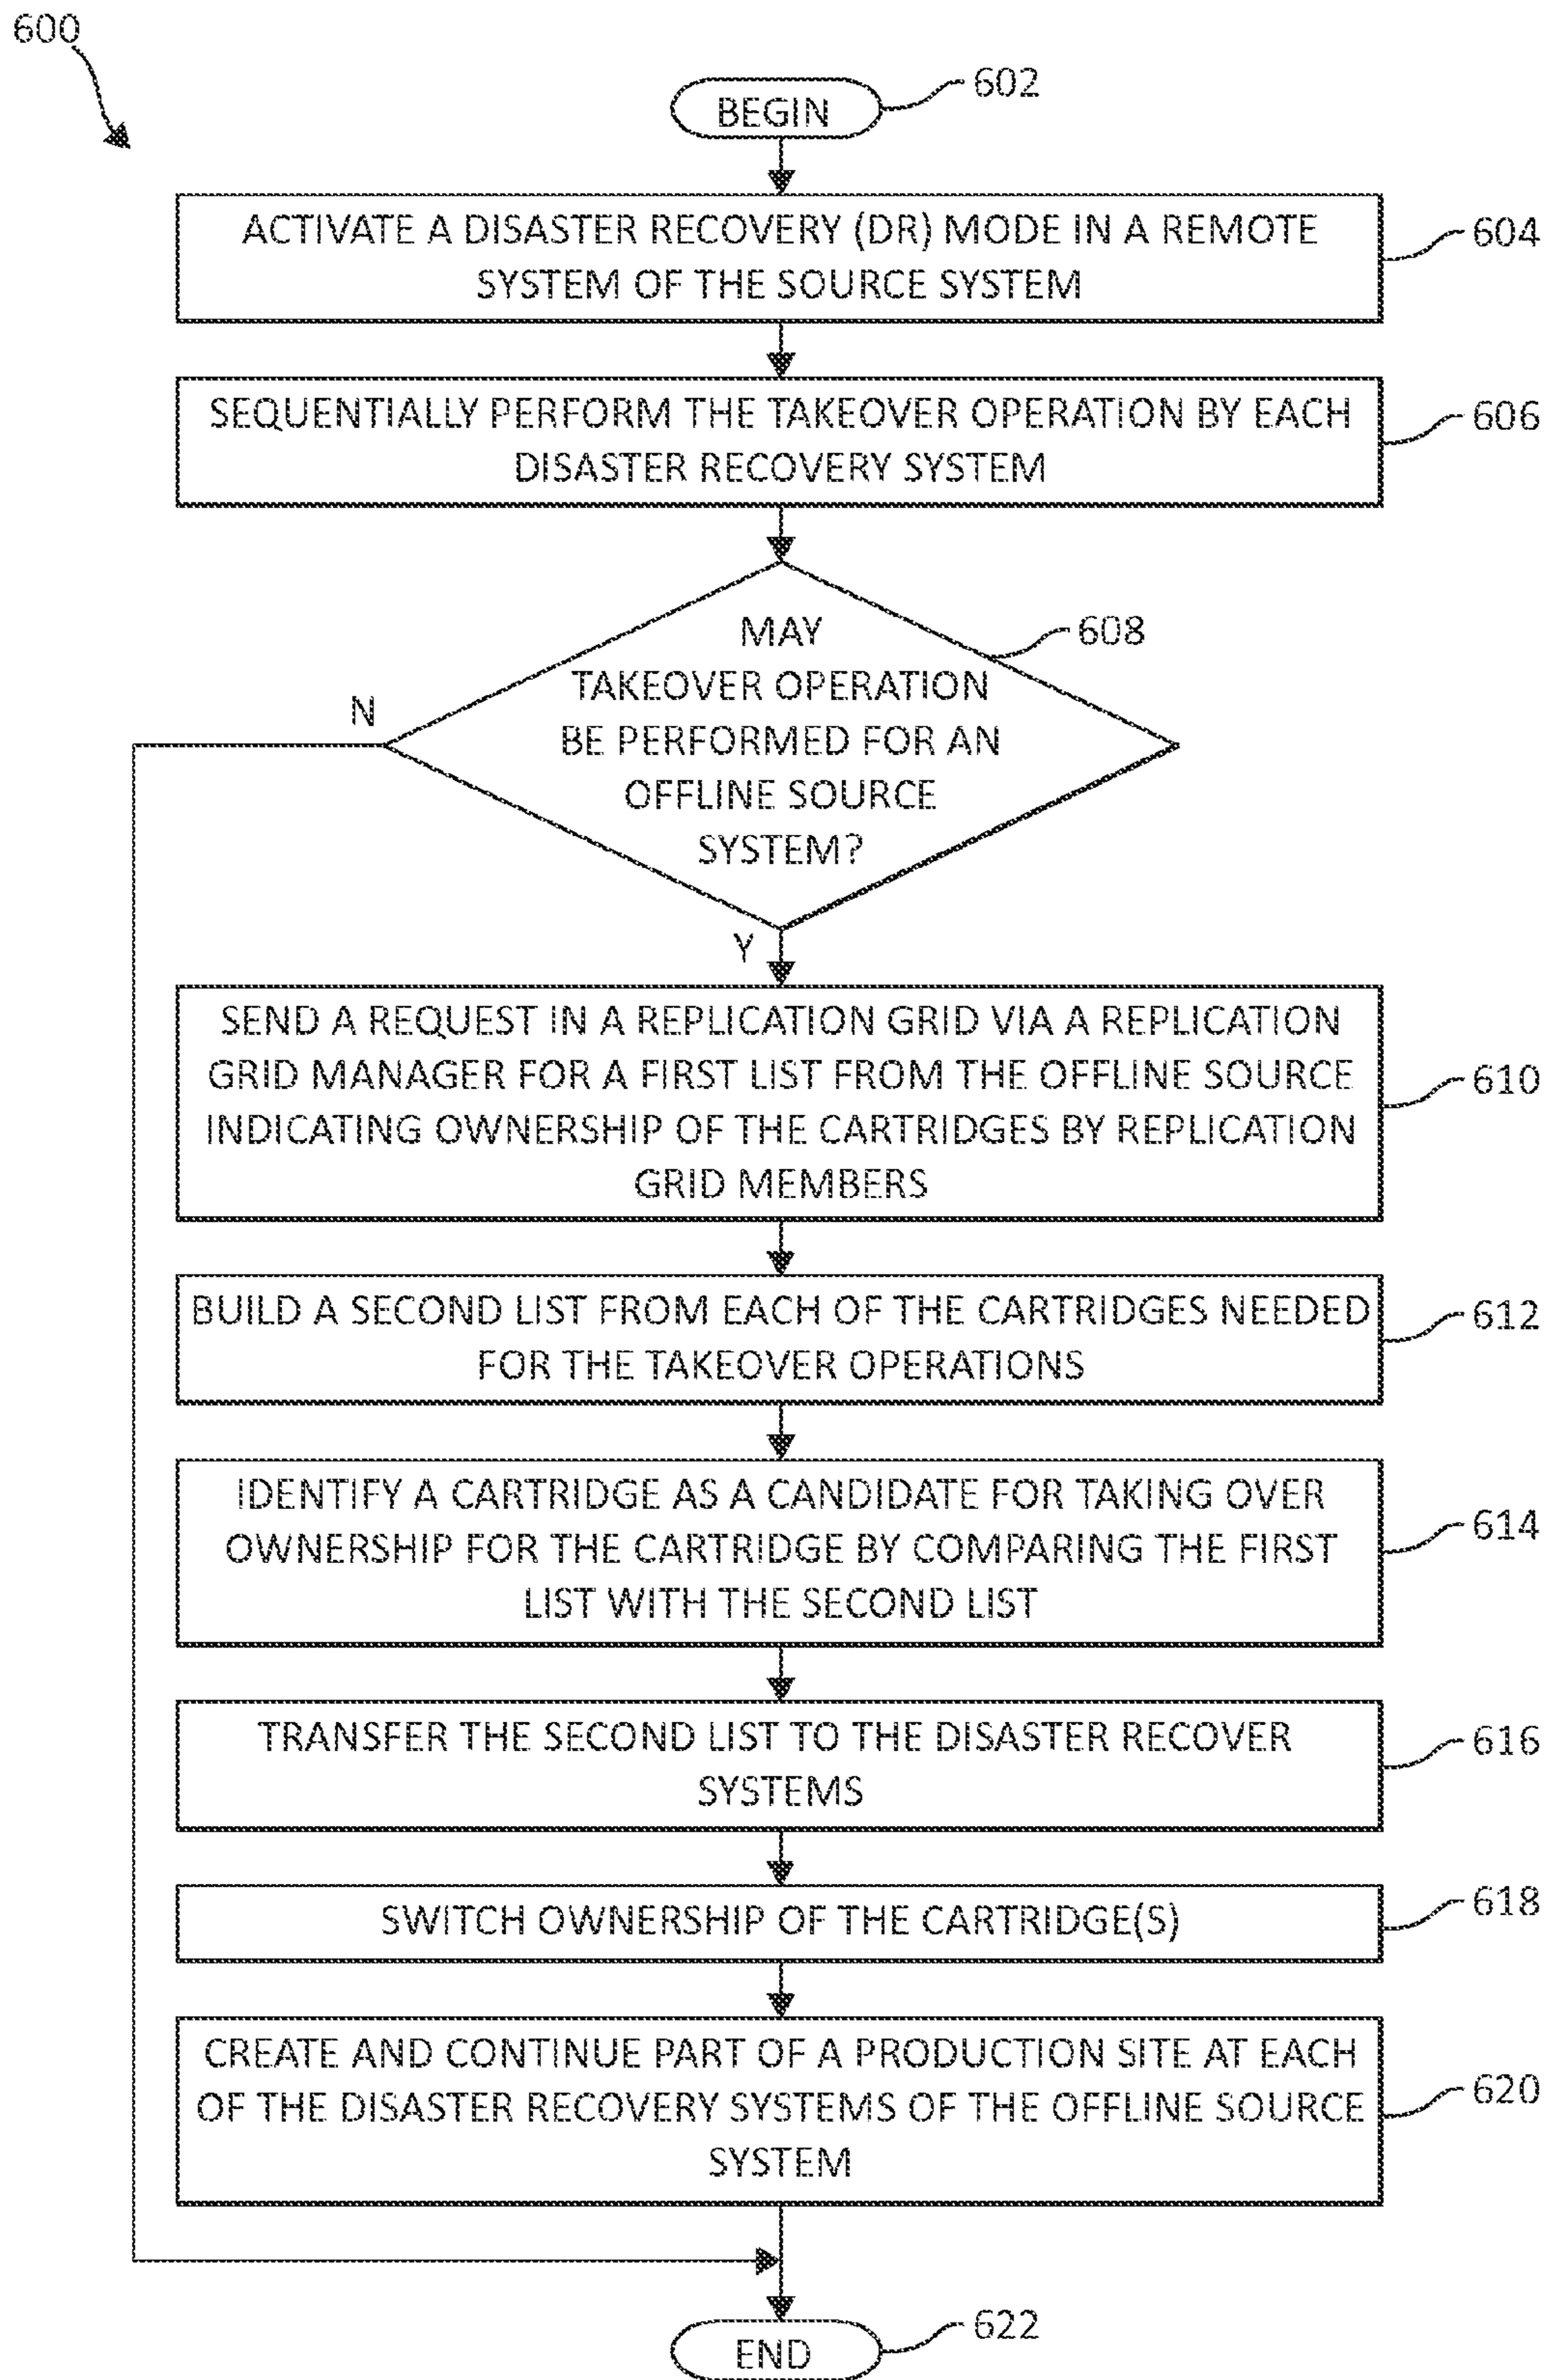 600
BEGIN
602
ACTIVATE A DISASTER RECOVERY (DR) MODE IN A REMOTE
SYSTEM OF THE SOURCE SYSTEM
604
SEQUENTIALLY PERFORM THE TAKEOVER OPERATION BY EACH
DISASTER RECOVERY SYSTEM
606
MAY
TAKEOVER OPERATION
BE PERFORMED FOR AN
OFFLINE SOURCE
SYSTEM?
608
N
Y
SEND A REQUEST IN A REPLICATION GRID VIA A REPLICATION
GRID MANAGER FOR A FIRST LIST FROM THE OFFLINE SOURCE
INDICATING OWNERSHIP OF THE CARTRIDGES BY REPLICATION
GRID MEMBERS
610
BUILD A SECOND LIST FROM EACH OF THE CARTRIDGES NEEDED
FOR THE TAKEOVER OPERATIONS
612
IDENTIFY A CARTRIDGE AS A CANDIDATE FOR TAKING OVER
OWNERSHIP FOR THE CARTRIDGE BY COMPARING THE FIRST
LIST WITH THE SECOND LIST
614
TRANSFER THE SECOND LIST TO THE DISASTER RECOVER
SYSTEMS
616
SWITCH OWNERSHIP OF THE CARTRIDGE(S)
618
CREATE AND CONTINUE PART OF A PRODUCTION SITE AT EACH
OF THE DISASTER RECOVERY SYSTEMS OF THE OFFLINE SOURCE
SYSTEM
620
END
622